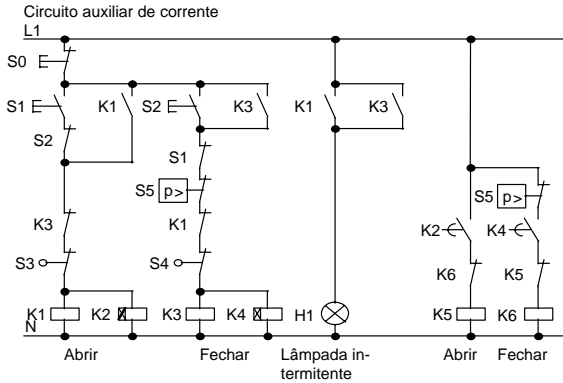 Circuito auxiliar de corrente
L1
S0
S1 K1 S2 K3 K1 K3
S2
S1
S5 p> S5 p>
K3 K1 K2 K4
S3 S4 K6 K5
K1 K2 K3 K4 H1 K5 K6
N
Abrir Fechar Lâmpada in- Abrir Fechar
termitente